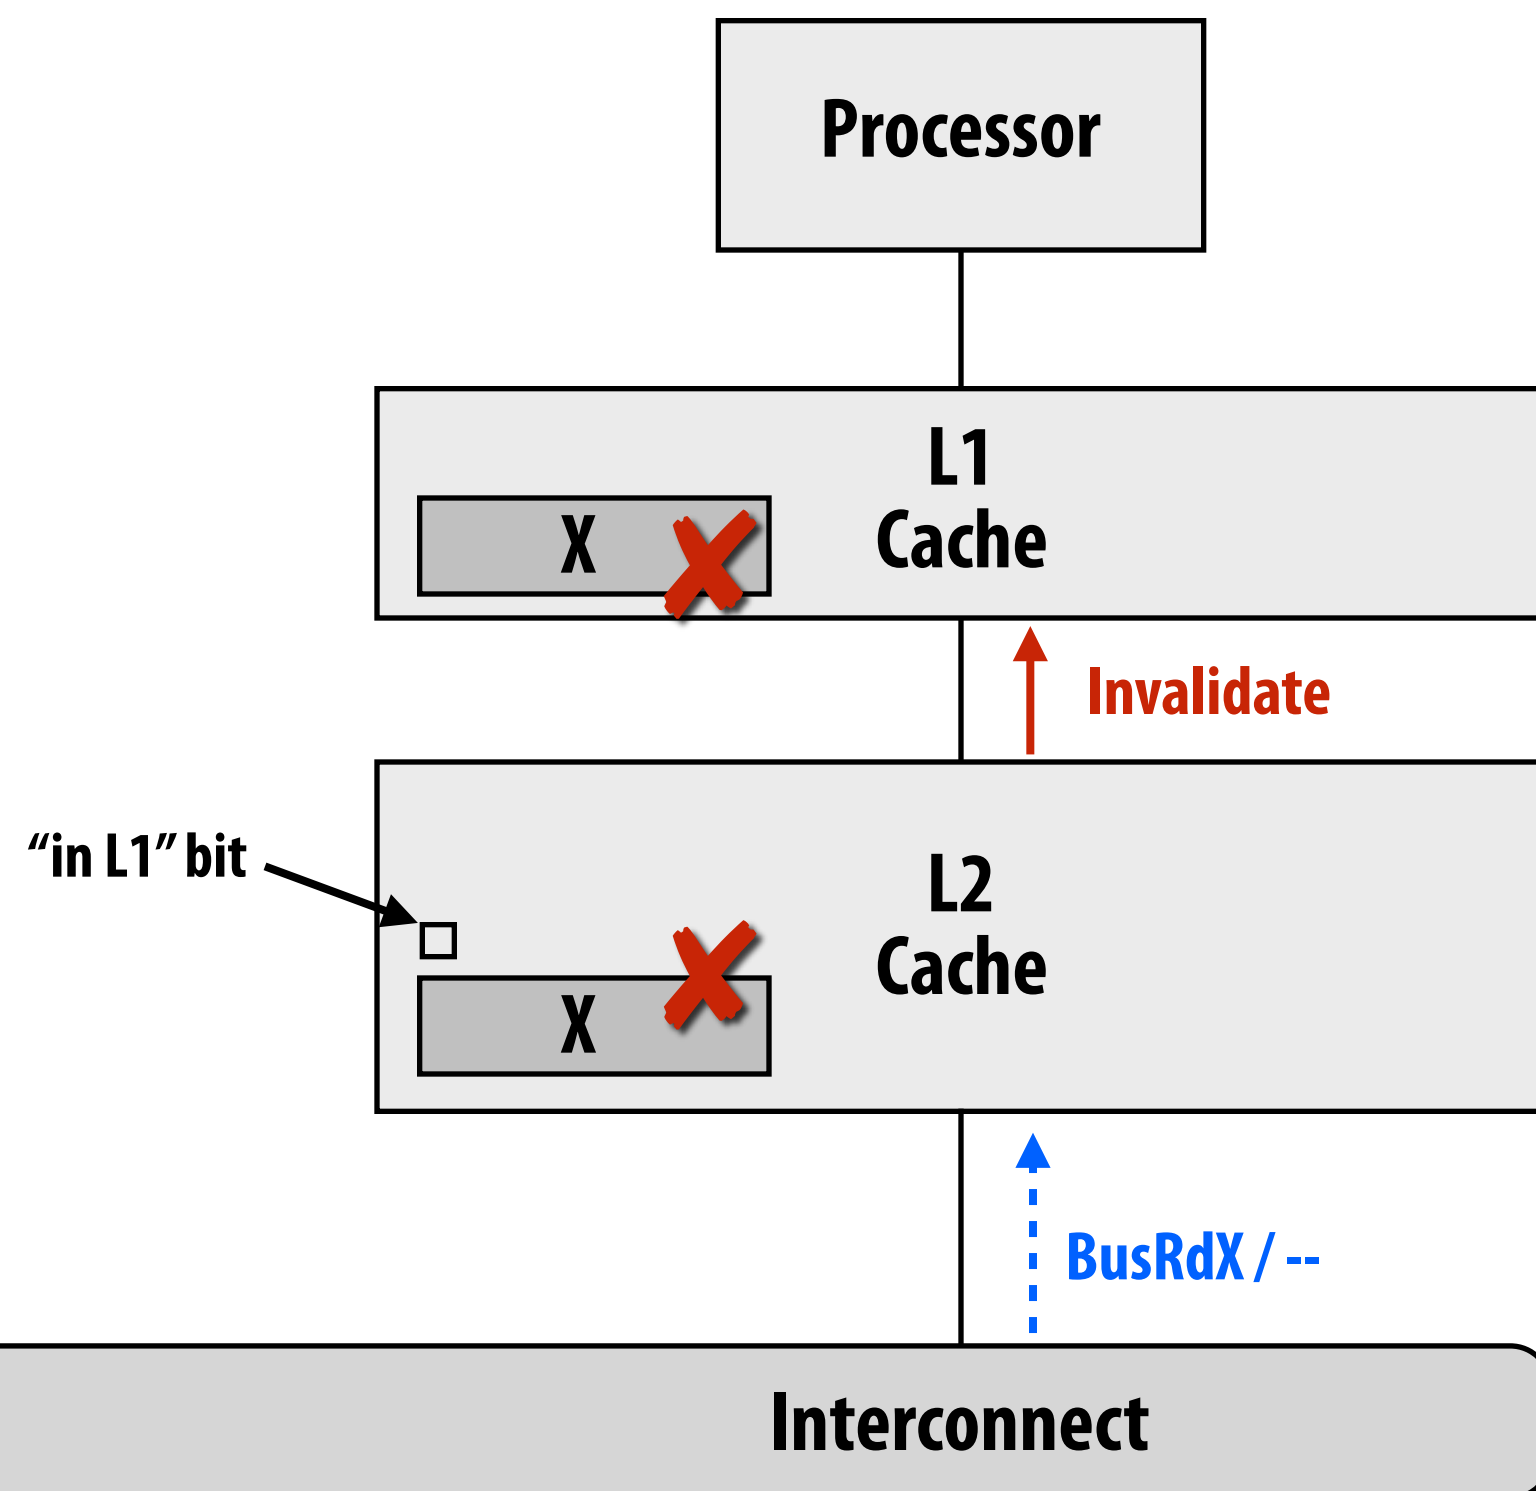 Processor
L1
Cache
X
Invalidate
“in L1” bit
L2
Cache
X
BusRdX / --
Interconnect